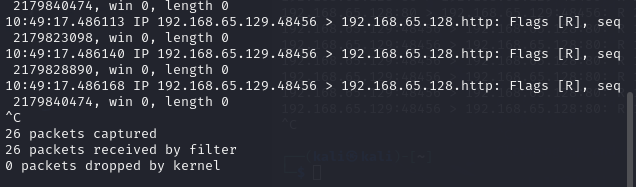 2179840474, win 0, length 0
10:49:17.486113 IP 192.168.65.129.48456 > 192.168.65.128.http: Flags [R], seq
2179823098, win 0, length 0
10:49:17.486140 IP 192.168.65.129.48456 > 192.168.65.128.http: Flags [R], seq
2179828890, win 0, length 0
10:49:17.486168 IP 192.168.65.129.48456 > 192.168.65.128.http: Flags [R], seq
2179840474, win 0, length 0
^C
26 packets captured
26 packets received by filter
0 packets dropped by kernel